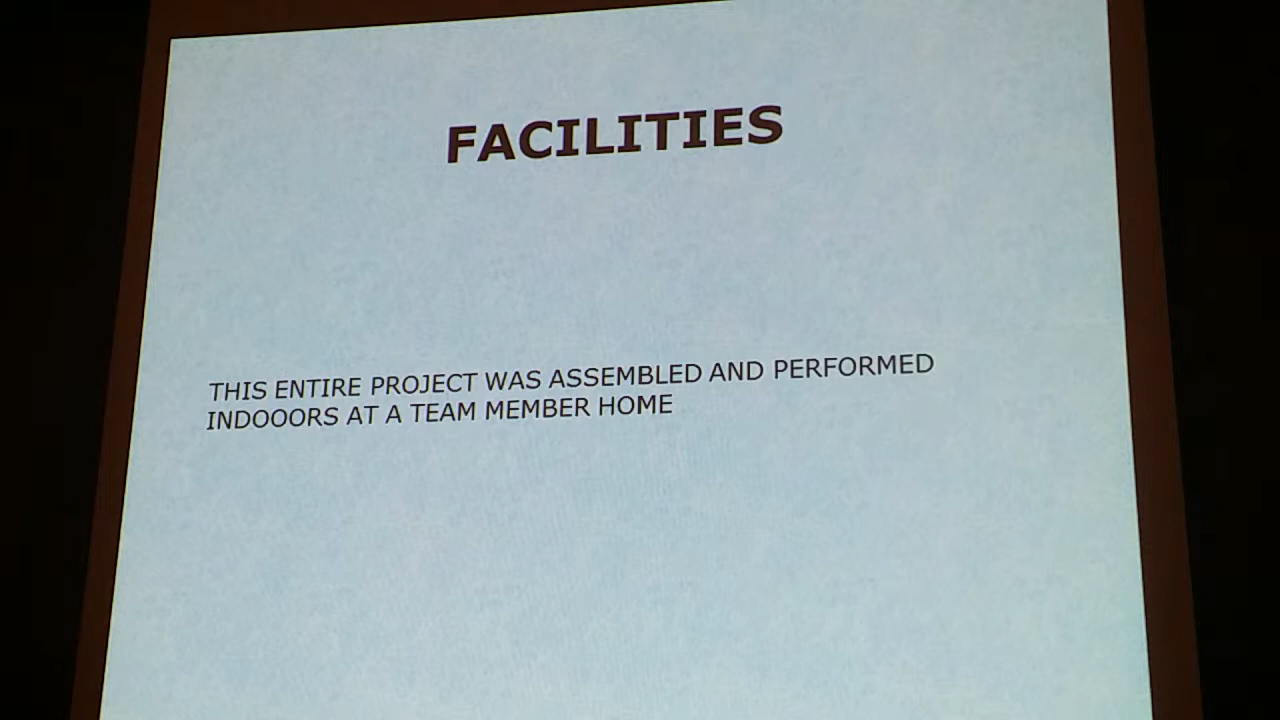 FACILITIES
THIS ENTIRE PROJECT WAS ASSEMBLED AND PERFORMED
INDOOORS AT A TEAM MEMBER HOME